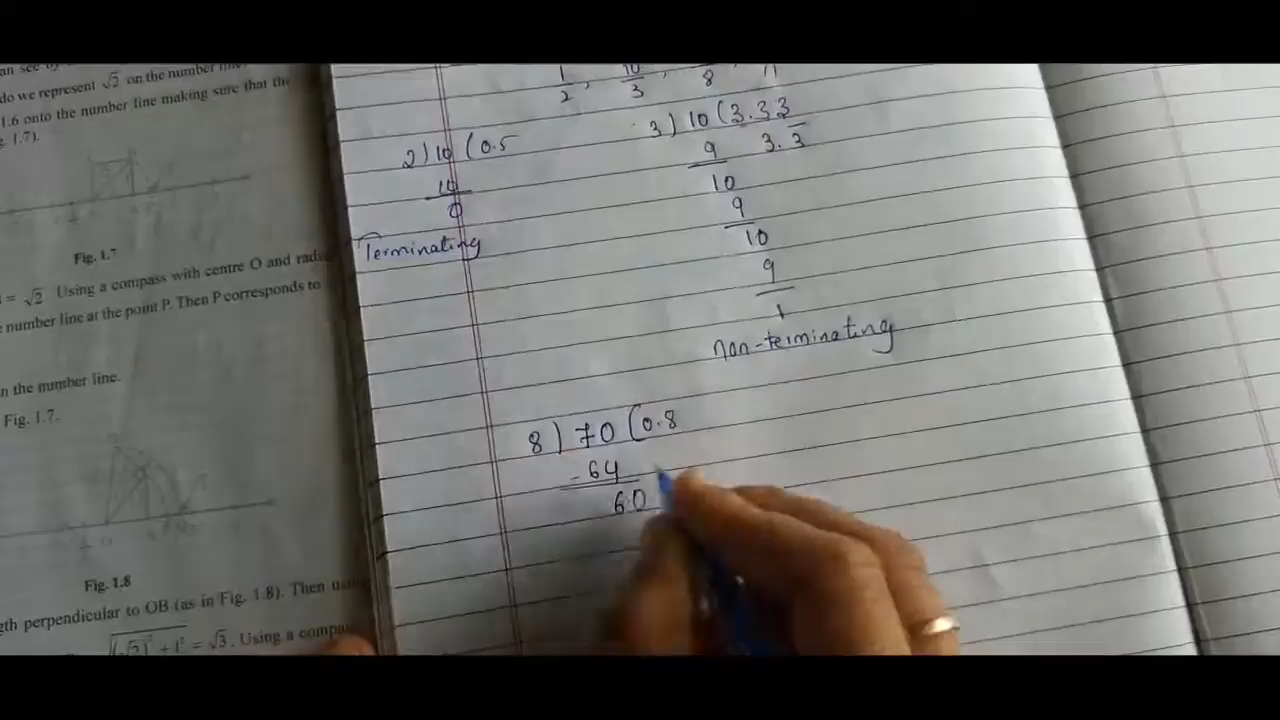 do we represent √2 on the number line
1.6 onto the number line making sure that the
1.7).
Fig. 1.7
= √2 Using a compass with centre O and
number line at the point P. Then P corresponds to
n the number line.
Fig. 1.7.
Fig. 1.8
gth perpendicular to OB (as in Fig. 1.8). Then
= √3. Using a
1/2, 10/3,
8
2) 10 (0.5
10
0
Terminating
3) 10 (3.33
9 3.3̅
10
9
10
9
1
non-terminating
8) 70 (0.8
-64
60